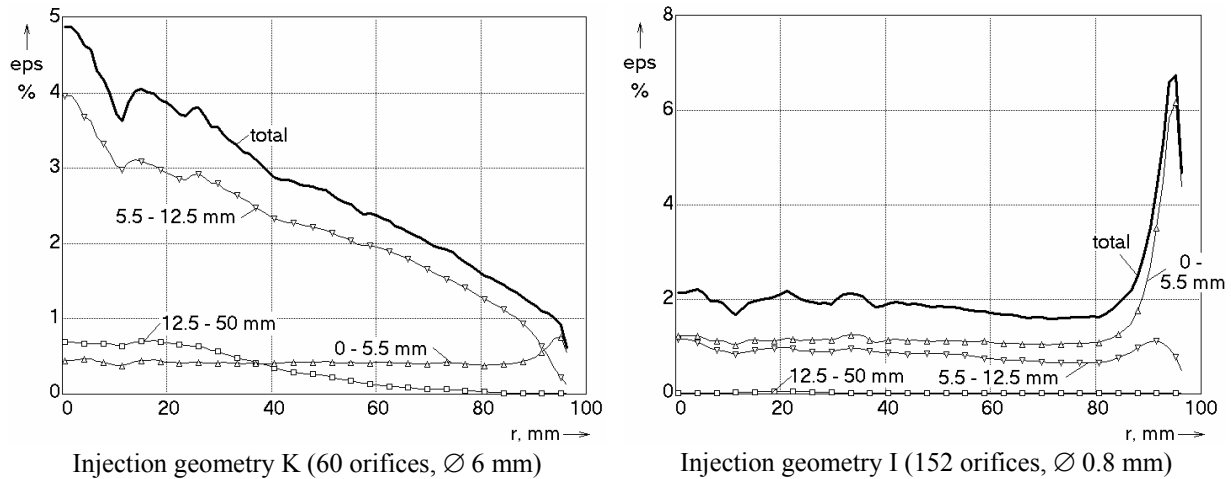 5
eps
%
4
3
2
1
0
total
5.5 - 12.5 mm
12.5 - 50 mm
0 - 5.5 mm
0 20 40 60 80 100
r, mm
Injection geometry K (60 orifices, ∅ 6 mm)
8
eps
%
6
4
2
0
total
0 -
5.5 mm
12.5 - 50 mm
5.5 - 12.5 mm
0 20 40 60 80 100
r, mm
Injection geometry I (152 orifices, ∅ 0.8 mm)